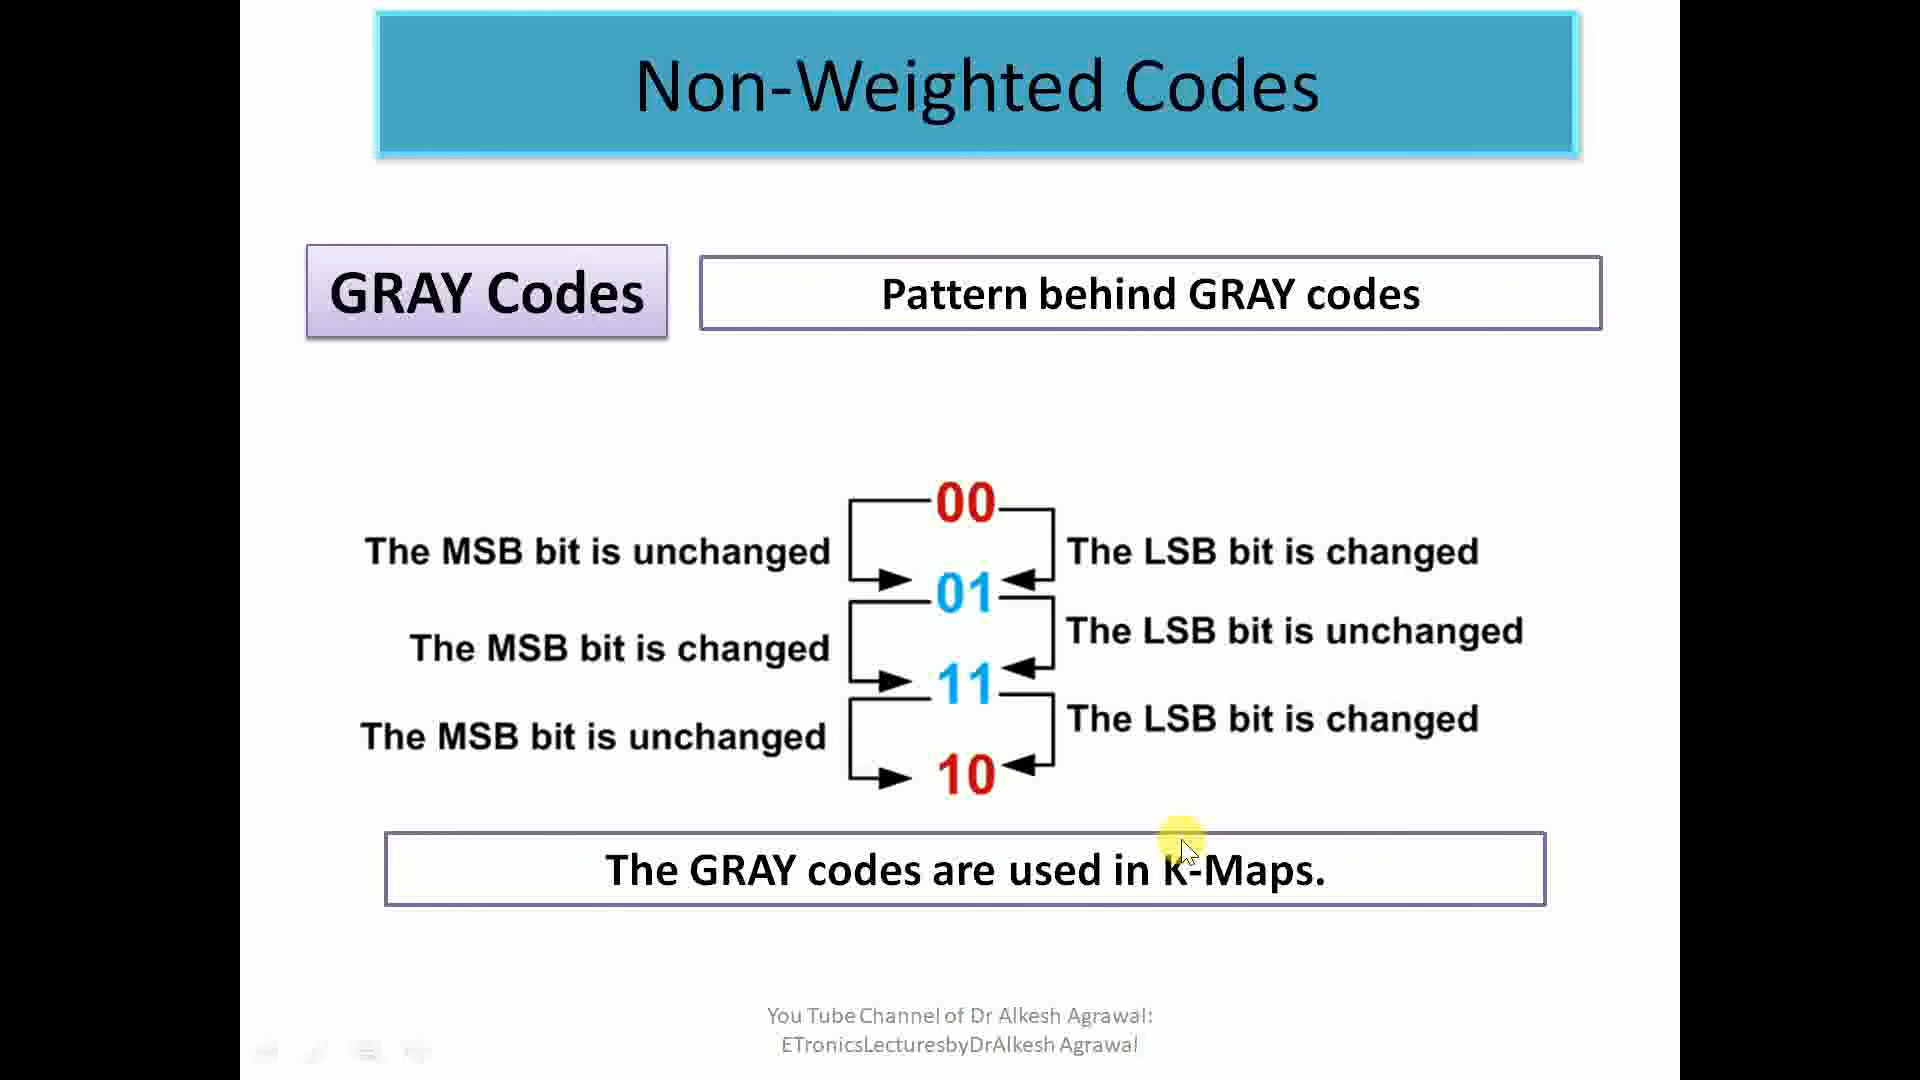 Non-Weighted Codes
GRAY Codes
Pattern behind GRAY codes
00
The MSB bit is unchanged
The LSB bit is changed
01
The MSB bit is changed
The LSB bit is unchanged
11
The MSB bit is unchanged
The LSB bit is changed
10
The GRAY codes are used in K-Maps.
You Tube Channel of Dr Alkesh Agrawal:
ETronicsLecturesbyDrAlkesh Agrawal